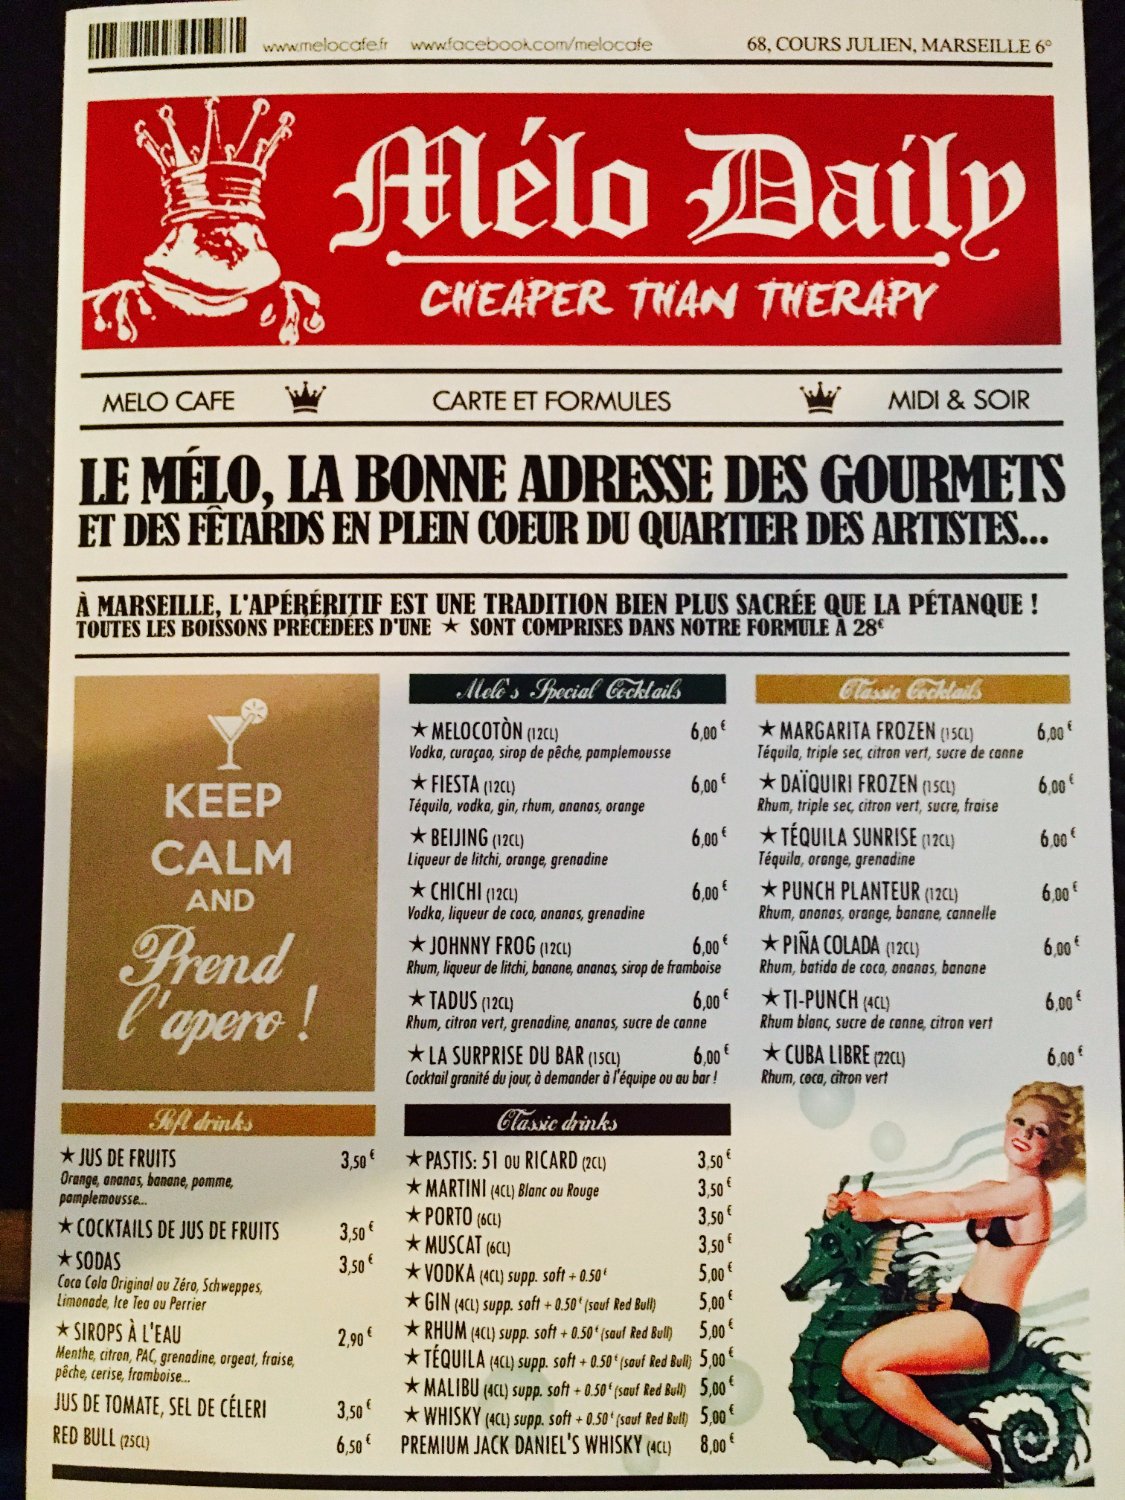 www.melocafe.fr www.facebook.com/melocafe 68, COURS JULIEN, MARSEILLE 6°
Mélo Daily
CHEAPER THAN THERAPY
MELO CAFE CARTE ET FORMULES MIDI & SOIR
LE MÉLO, LA BONNE ADRESSE DES GOURMETS
ET DES FÊTARDS EN PLEIN COEUR DU QUARTIER DES ARTISTES...
À MARSEILLE, L'APÉRÉRITIF EST UNE TRADITION BIEN PLUS SACRÉE QUE LA PÉTANQUE !
TOUTES LES BOISSONS PRÉCÉDÉES D'UNE ★ SONT COMPRISES DANS NOTRE FORMULE À 28€
KEEP
CALM
AND
Prend
l'apero !
Melo's Special Cocktails
★ MELOCOTÒN (12CL) 6,00€
Vodka, curaçao, sirop de pêche, pamplemousse
★ FIESTA (12CL) 6,00€
Téquila, vodka, gin, rhum, ananas, orange
★ BEIJING (12CL) 6,00€
Liqueur de litchi, orange, grenadine
★ CHICHI (12CL) 6,00€
Vodka, liqueur de coco, ananas, grenadine
★ JOHNNY FROG (12CL) 6,00€
Rhum, liqueur de litchi, banane, ananas, sirop de framboise
★ TADUS (12CL) 6,00€
Rhum, citron vert, grenadine, ananas, sucre de canne
★ LA SURPRISE DU BAR (15CL) 6,00€
Cocktail granité du jour, à demander à l'équipe ou au bar !
Classic Cocktails
★ MARGARITA FROZEN (15CL) 6,00€
Téquila, triple sec, citron vert, sucre de canne
★ DAÏQUIRI FROZEN (15CL) 6,00€
Rhum, triple sec, citron vert, sucre, fraise
★ TÉQUILA SUNRISE (12CL) 6,00€
Téquila, orange, grenadine
★ PUNCH PLANTEUR (12CL) 6,00€
Rhum, ananas, orange, banane, cannelle
★ PIÑA COLADA (12CL) 6,00€
Rhum, batida de coco, ananas, banane
★ TI-PUNCH (4CL) 6,00€
Rhum blanc, sucre de canne, citron vert
★ CUBA LIBRE (22CL) 6,00€
Rhum, coca, citron vert
Soft drinks
★ JUS DE FRUITS 3,50€
Orange, ananas, banane, pomme,
pamplemousse...
★ COCKTAILS DE JUS DE FRUITS 3,50€
★ SODAS 3,50€
Coca Cola Original ou Zéro, Schweppes,
Limonade, Ice Tea ou Perrier
★ SIROPS À L'EAU 2,90€
Menthe, citron, PAC, grenadine, orgeat, fraise,
pêche, cerise, framboise...
JUS DE TOMATE, SEL DE CÉLERI 3,50€
RED BULL (25CL) 6,50€
Classic drinks
★ PASTIS: 51 OU RICARD (2CL) 3,50€
★ MARTINI (4CL) Blanc ou Rouge 3,50€
★ PORTO (6CL) 3,50€
★ MUSCAT (6CL) 3,50€
★ VODKA (4CL) supp. soft + 0.50€ 5,00€
★ GIN (4CL) supp. soft + 0.50€ (sauf Red Bull) 5,00€
★ RHUM (4CL) supp. soft + 0.50€ (sauf Red Bull) 5,00€
★ TÉQUILA (4CL) supp. soft + 0.50€ (sauf Red Bull) 5,00€
★ MALIBU (4CL) supp. soft + 0.50€ (sauf Red Bull) 5,00€
★ WHISKY (4CL) supp. soft + 0.50€ (sauf Red Bull) 5,00€
PREMIUM JACK DANIEL'S WHISKY (4CL) 8,00€